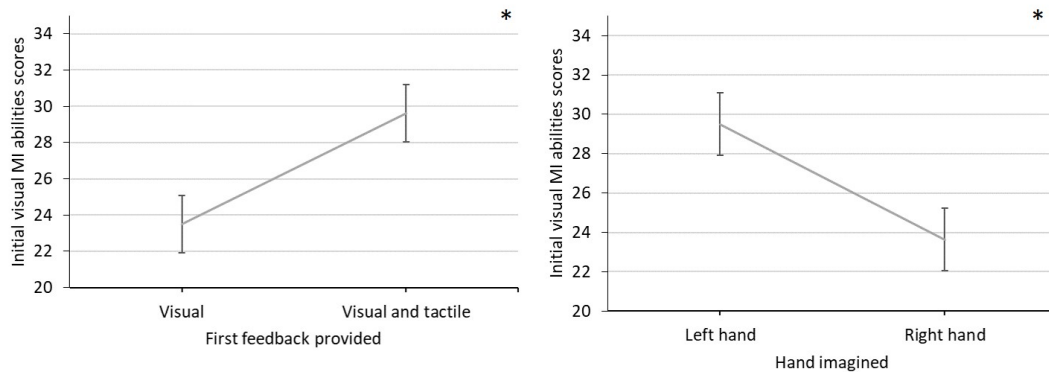 *
Initial visual MI abilities scores
34
32
30
28
26
24
22
20
Visual
Visual and tactile
First feedback provided
*
Initial visual MI abilities scores
34
32
30
28
26
24
22
20
Left hand
Right hand
Hand imagined